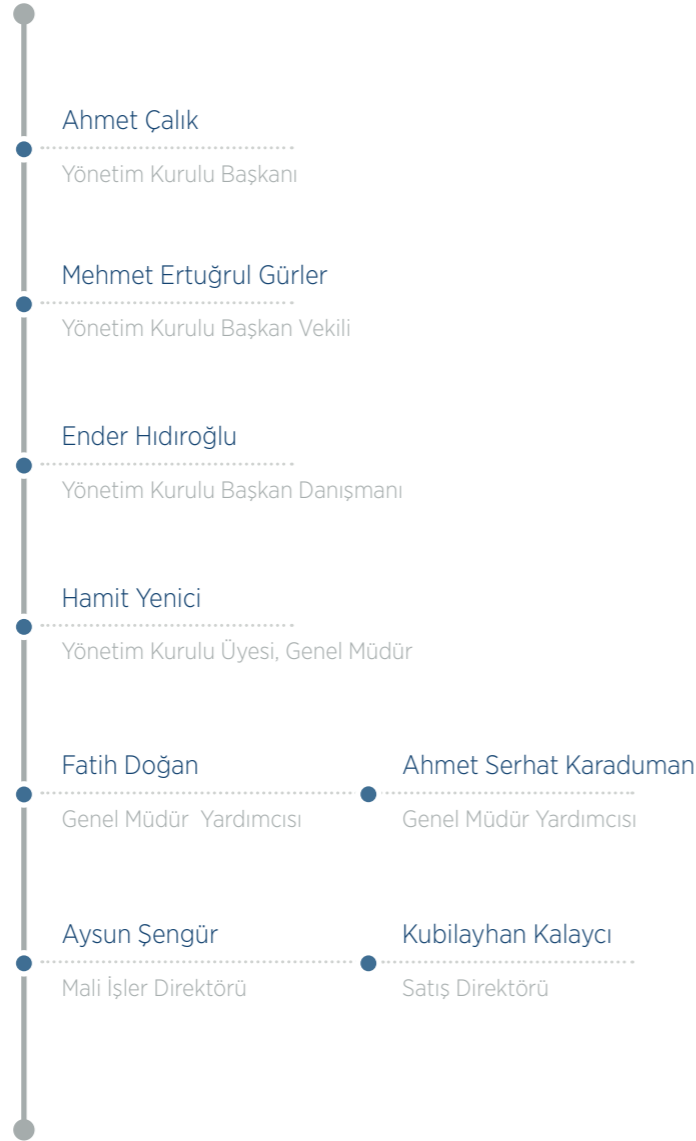 Ahmet Çalık
Yönetim Kurulu Başkanı
Mehmet Ertuğrul Gürler
Yönetim Kurulu Başkan Vekili
Ender Hıdıroğlu
Yönetim Kurulu Başkan Danışmanı
Hamit Yenici
Yönetim Kurulu Üyesi, Genel Müdür
Fatih Doğan
Genel Müdür Yardımcısı
Ahmet Serhat Karaduman
Genel Müdür Yardımcısı
Aysun Şengür
Mali İşler Direktörü
Kubilayhan Kalaycı
Satış Direktörü